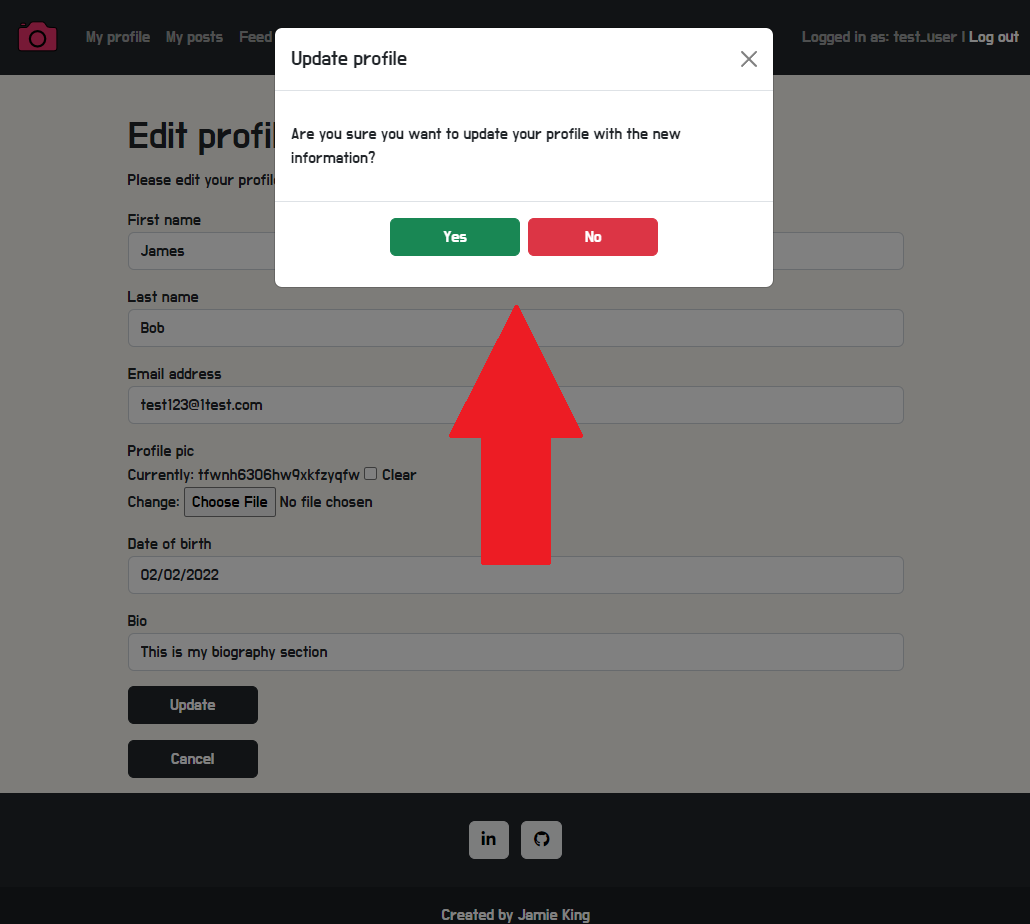 My profile My posts Feed
Logged in as: test_user | Log out
Update profile
Are you sure you want to update your profile with the new
information?
Yes No
Edit
Please edit your
First name
James
Last name
Bob
Email address
test123@1test.com
Profile pic
Currently: tfwnh6306hw9xkfzyqfw Clear
Change: Choose File No file chosen
Date of birth
02/02/2022
Bio
This is my biography section
Update
Cancel
in
Created by Jamie King